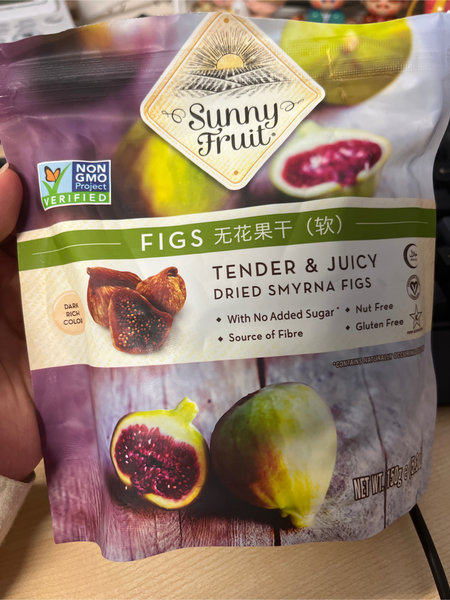 Sunny
Fruit®
NON
GMO
Project
VERIFIED
FIGS 无花果干（软）
TENDER & JUICY
DRIED SMYRNA FIGS
DARK
RICH
COLOR
• With No Added Sugar*
• Nut Free
• Source of Fibre
• Gluten Free
*CONTAINS NATURALLY OCCURRING
NET WT. 150g